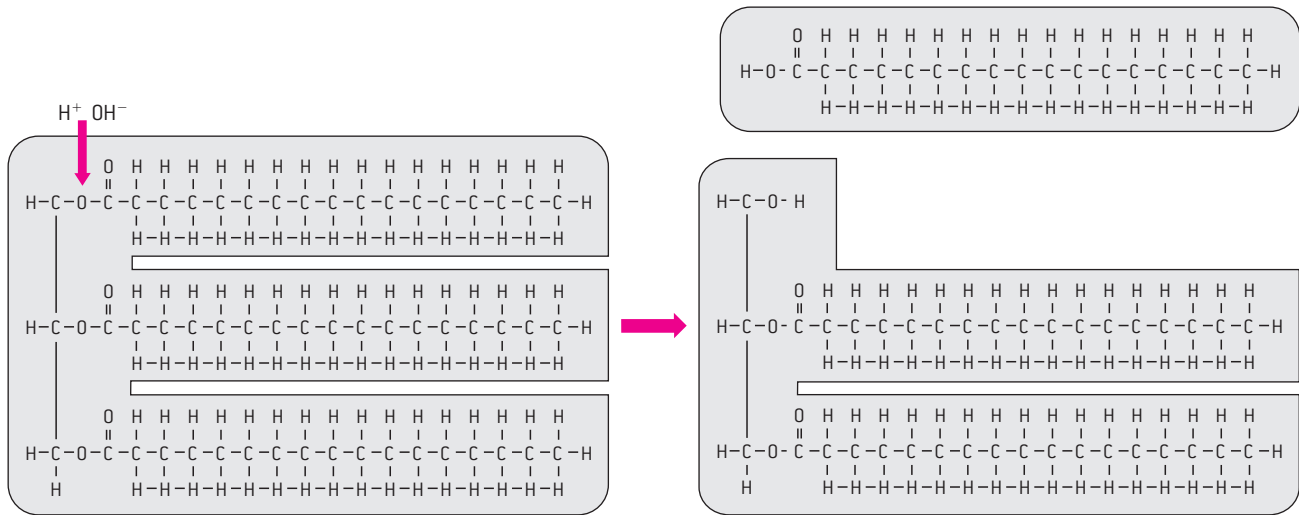 H⁺ OH⁻
O H H H H H H H H H H H H H H H H
H–C–O–C–C–C–C–C–C–C–C–C–C–C–C–C–C–C–C–C–H
H–H–H–H–H–H–H–H–H–H–H–H–H–H–H–H
O H H H H H H H H H H H H H H H H
H–C–O–C–C–C–C–C–C–C–C–C–C–C–C–C–C–C–C–C–H
H–H–H–H–H–H–H–H–H–H–H–H–H–H–H–H
O H H H H H H H H H H H H H H H H
H–C–O–C–C–C–C–C–C–C–C–C–C–C–C–C–C–C–C–C–H
H H–H–H–H–H–H–H–H–H–H–H–H–H–H–H–H
O H H H H H H H H H H H H H H H H
H–O-C–C–C–C–C–C–C–C–C–C–C–C–C–C–C–C–C–H
H–H–H–H–H–H–H–H–H–H–H–H–H–H–H–H
H–C–O- H
O H H H H H H H H H H H H H H H H
H–C–O-C–C–C–C–C–C–C–C–C–C–C–C–C–C–C–C–C–H
H–H–H–H–H–H–H–H–H–H–H–H–H–H–H–H
O H H H H H H H H H H H H H H H H
H–C–O-C–C–C–C–C–C–C–C–C–C–C–C–C–C–C–C–C–H
H H–H–H–H–H–H–H–H–H–H–H–H–H–H–H–H